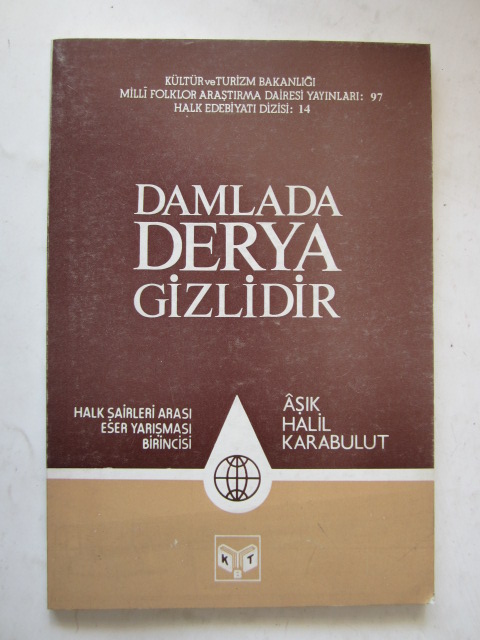 KÜLTÜR ve TURİZM BAKANLIĞI
MİLLÎ FOLKLOR ARAŞTIRMA DAİRESİ YAYINLARI: 97
HALK EDEBİYATI DİZİSİ: 14
DAMLADA
DERYA
GİZLİDİR
HALK ŞAİRLERİ ARASI
ESER YARIŞMASI
BİRİNCİSİ
ÂŞIK
HALİL
KARABULUT
K T